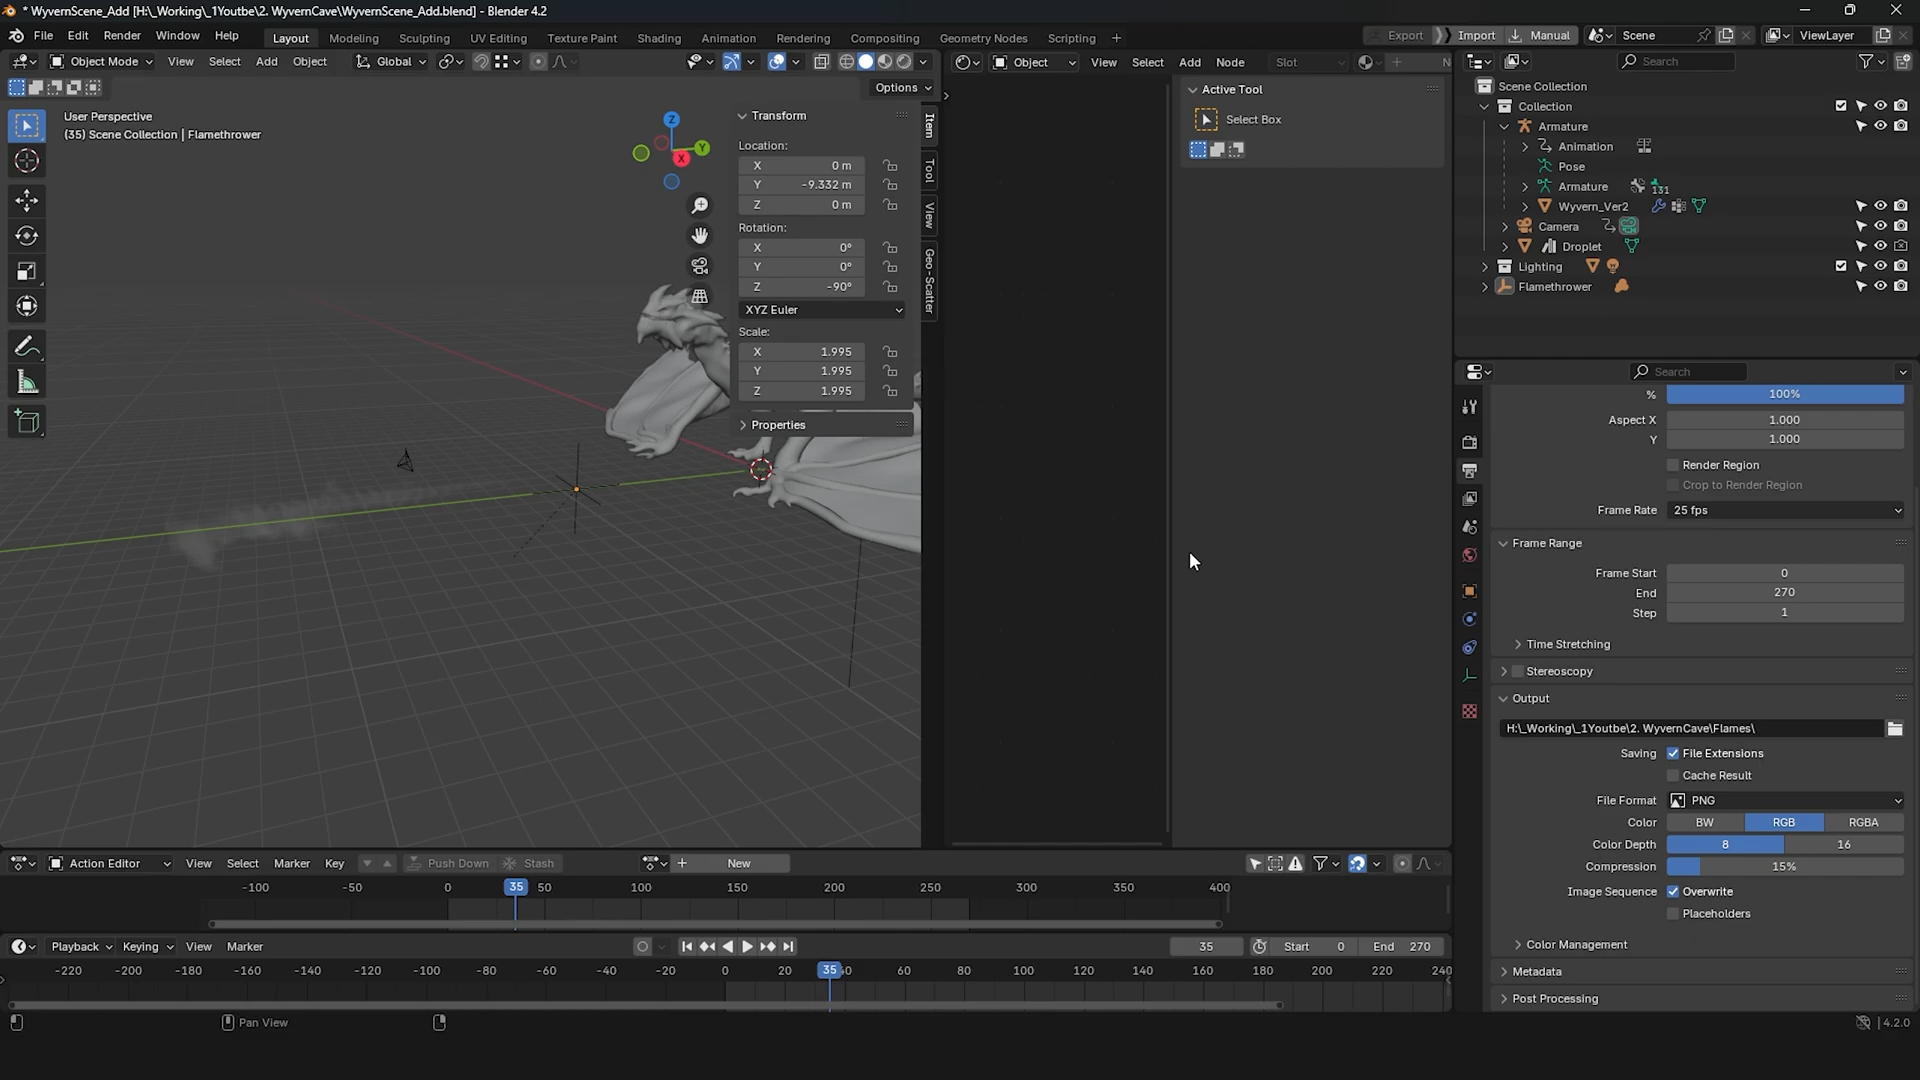 * WyvernScene_Add [H:\_Working\_1Youtbe\2. WyvernCave\WyvernScene_Add.blend] - Blender 4.2
File Edit Render Window Help Layout Modeling Sculpting UV Editing Texture Paint Shading Animation Rendering Compositing Geometry Nodes Scripting + Export Import Manual Scene ViewLayer
Object Mode View Select Add Object Global Object View Select Add Node Slot N Search
Options
User Perspective
(35) Scene Collection | Flamethrower
Z
Y
X
Transform
Location:
X 0 m
Y -9.332 m
Z 0 m
Rotation:
X 0°
Y 0°
Z -90°
XYZ Euler
Scale:
X 1.995
Y 1.995
Z 1.995
Properties
Item
Tool
View
Geo-Scatter
Active Tool
Select Box
Scene Collection
Collection
Armature
Animation
Pose
Armature 131
Wyvern_Ver2
Camera
Droplet
Lighting
Flamethrower
Search
% 100%
Aspect X 1.000
Y 1.000
Render Region
Crop to Render Region
Frame Rate 25 fps
Frame Range
Frame Start 0
End 270
Step 1
Time Stretching
Stereoscopy
Output
H:\_Working\_1Youtbe\2. WyvernCave\Flames\
Saving File Extensions
Cache Result
File Format PNG
Color BW RGB RGBA
Color Depth 8 16
Compression 15%
Image Sequence Overwrite
Placeholders
Color Management
Metadata
Post Processing
Action Editor View Select Marker Key Push Down Stash + New
-100 -50 0 35 50 100 150 200 250 300 350 400
Playback Keying View Marker 35 Start 0 End 270
-220 -200 -180 -160 -140 -120 -100 -80 -60 -40 -20 0 20 35 40 60 80 100 120 140 160 180 200 220 240
Pan View 4.2.0